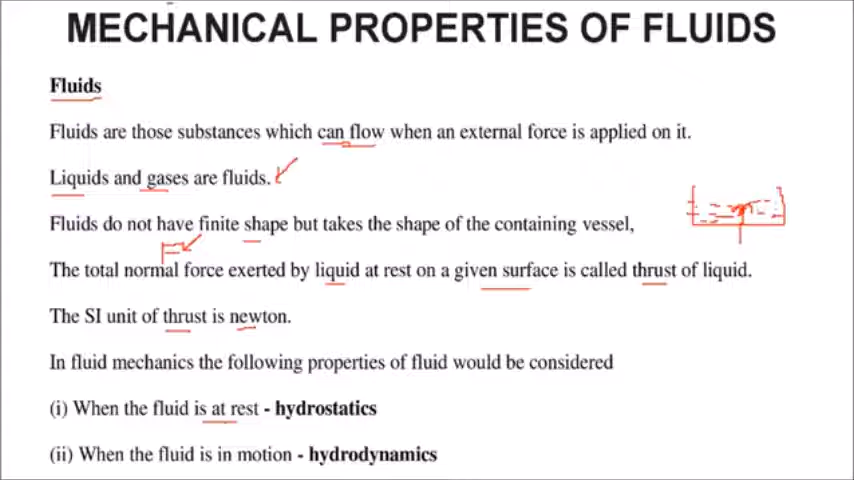 MECHANICAL PROPERTIES OF FLUIDS
Fluids
Fluids are those substances which can flow when an external force is applied on it.
Liquids and gases are fluids.
Fluids do not have finite shape but takes the shape of the containing vessel,
The total normal force exerted by liquid at rest on a given surface is called thrust of liquid.
The SI unit of thrust is newton.
In fluid mechanics the following properties of fluid would be considered
(i) When the fluid is at rest - hydrostatics
(ii) When the fluid is in motion - hydrodynamics